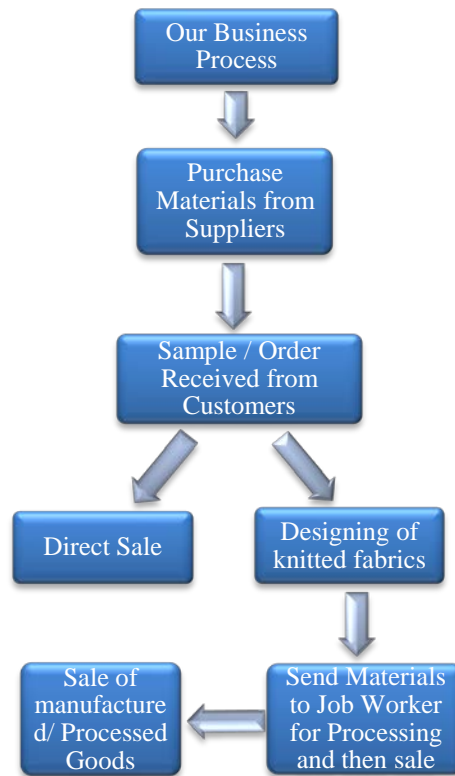 Our Business
Process
Purchase
Materials from
Suppliers
Sample / Order
Received from
Customers
Direct Sale
Designing of
knitted fabrics
Sale of
manufacture
d/ Processed
Goods
Send Materials
to Job Worker
for Processing
and then sale